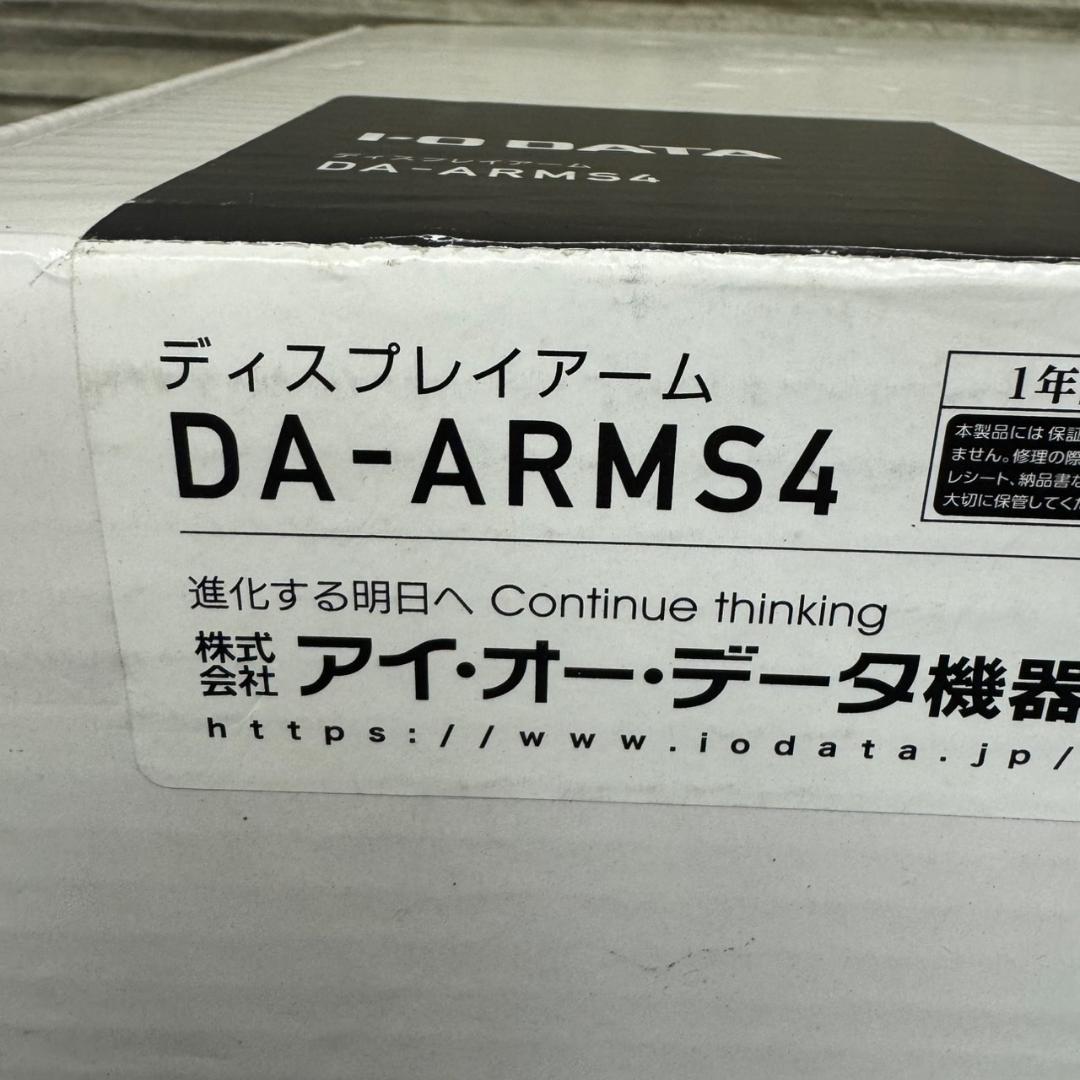 I-O DATA
ディスプレイアーム
DA-ARMS4
ディスプレイアーム
DA-ARMS4
1年
本製品には保証
ません。修理の際
レシート、納品書な
大切に保管してくだ
進化する明日へ Continue thinking
株式会社 アイ・オー・データ機器
https://www.iodata.jp/